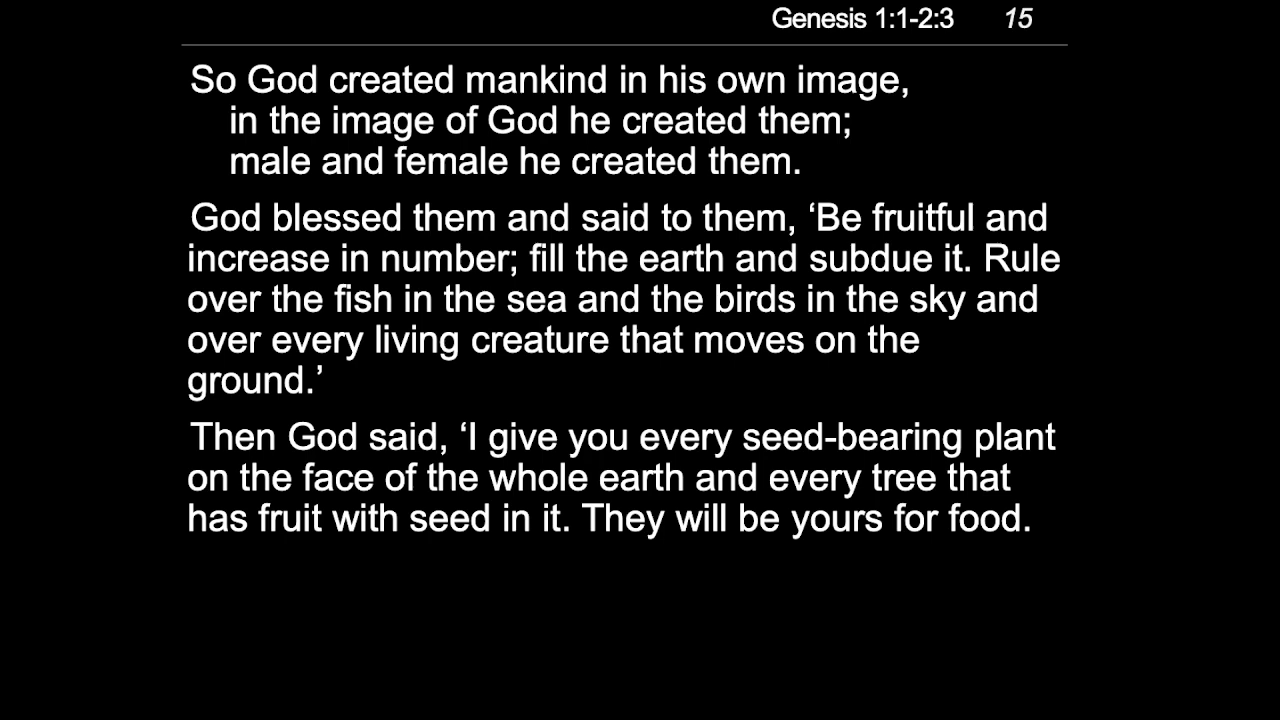 Genesis 1:1-2:3 15
So God created mankind in his own image,
in the image of God he created them;
male and female he created them.
God blessed them and said to them, ‘Be fruitful and
increase in number; fill the earth and subdue it. Rule
over the fish in the sea and the birds in the sky and
over every living creature that moves on the
ground.’
Then God said, ‘I give you every seed-bearing plant
on the face of the whole earth and every tree that
has fruit with seed in it. They will be yours for food.